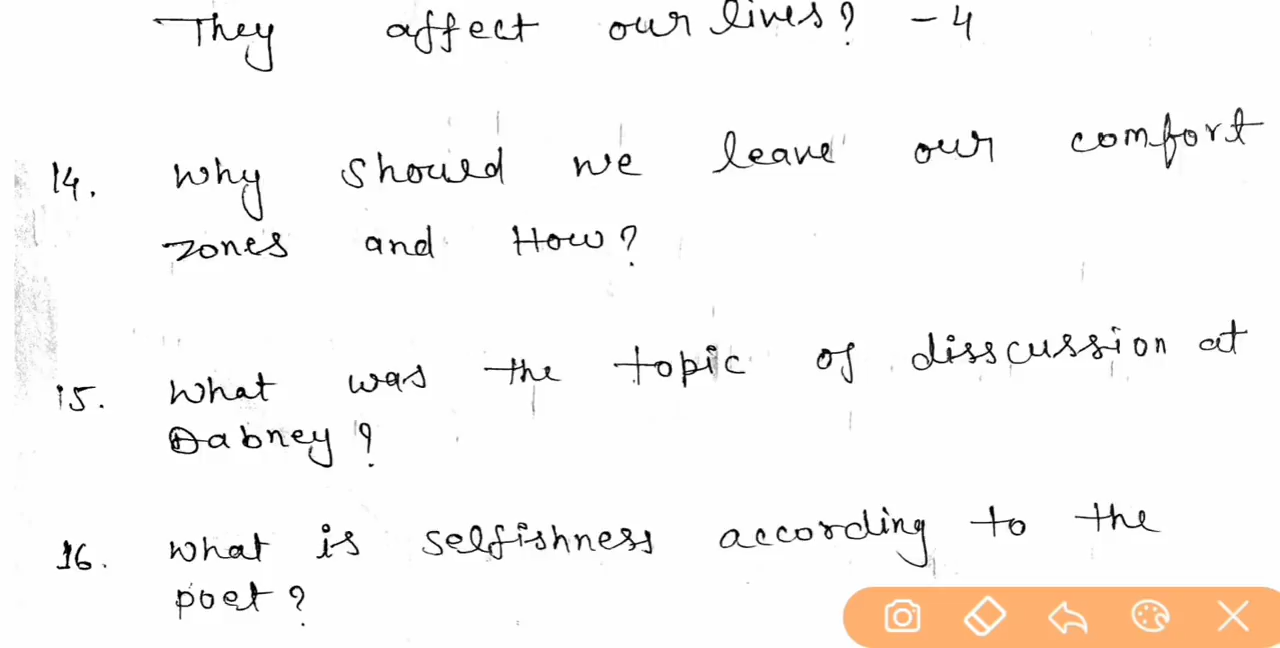 They affect our lives? - 4
14. Why should we leave our comfort
zones and How?
15. What was the topic of disscussion at
Dabney?
16. What is selfishness according to the
poet?